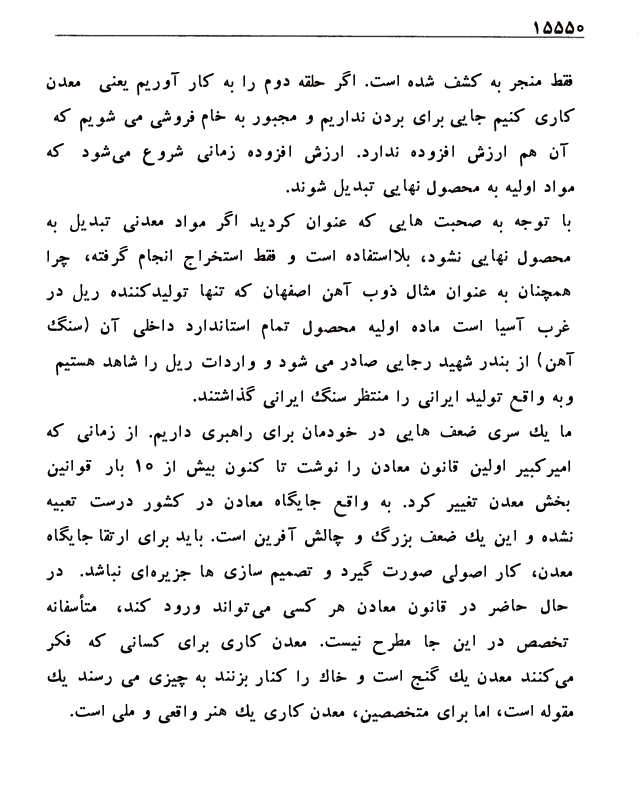 ۱۵۵۵۰
فقط منجر به کشف شده است. اگر حلقه دوم را به کار آوریم یعنی معدن
کاری کنیم جایی برای بردن نداریم و مجبور به خام فروشی می شویم که
آن هم ارزش افزوده ندارد. ارزش افزوده زمانی شروع می‌شود که
مواد اولیه به محصول نهایی تبدیل شوند.
با توجه به صحبت هایی که عنوان کردید اگر مواد معدنی تبدیل به
محصول نهایی نشود، بلااستفاده است و فقط استخراج انجام گرفته، چرا
همچنان به عنوان مثال ذوب آهن اصفهان که تنها تولیدکننده ریل در
غرب آسیا است ماده اولیه محصول تمام استاندارد داخلی آن (سنگ
آهن) از بندر شهید رجایی صادر می شود و واردات ریل را شاهد هستیم
وبه واقع تولید ایرانی را منتظر سنگ ایرانی گذاشتند.
ما یك سری ضعف هایی در خودمان برای راهبری داریم. از زمانی که
امیرکبیر اولین قانون معادن را نوشت تا کنون بیش از ۱۰ بار قوانین
بخش معدن تغییر کرد. به واقع جایگاه معادن در کشور درست تعبیه
نشده و این یك ضعف بزرگ و چالش آفرین است. باید برای ارتقا جایگاه
معدن، کار اصولی صورت گیرد و تصمیم سازی ها جزیره‌ای نباشد. در
حال حاضر در قانون معادن هر کسی می‌تواند ورود کند، متأسفانه
تخصص در این جا مطرح نیست. معدن کاری برای کسانی که فکر
می‌کنند معدن یك گنج است و خاك را کنار بزنند به چیزی می رسند یك
مقوله است، اما برای متخصصین، معدن کاری یك هنر واقعی و ملی است.